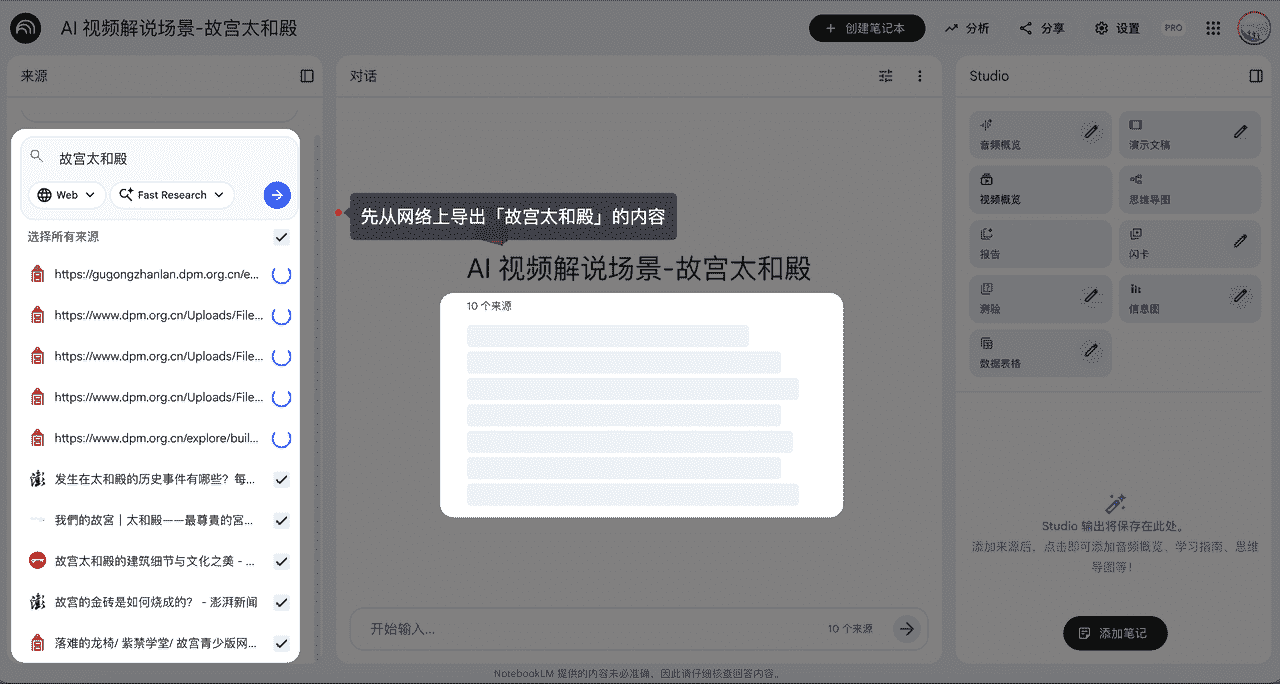 AI 视频解说场景-故宫太和殿
+ 创建笔记本
分析
分享
设置
PRO
来源
故宫太和殿
Web
Fast Research
选择所有来源
https://gugongzhanlan.dpm.org.cn/e...
https://www.dpm.org.cn/Uploads/File...
https://www.dpm.org.cn/Uploads/File...
https://www.dpm.org.cn/Uploads/File...
https://www.dpm.org.cn/explore/buil...
发生在太和殿的历史事件有哪些？每...
我們的故宮｜太和殿——最尊貴的宮...
故宫太和殿的建筑细节与文化之美 - ...
故宫的金砖是如何烧成的？ - 澎湃新闻
落难的龙椅/ 紫禁学堂/ 故宫青少版网...
对话
先从网络上导出「故宫太和殿」的内容
AI 视频解说场景-故宫太和殿
10 个来源
开始输入...
10 个来源
NotebookLM 提供的内容未必准确，因此请仔细核查回答内容。
Studio
音频概览
演示文稿
视频概览
思维导图
报告
闪卡
测验
信息图
数据表格
Studio 输出将保存在此处。
添加来源后，点击即可添加音频概览、学习指南、思维
导图等！
添加笔记